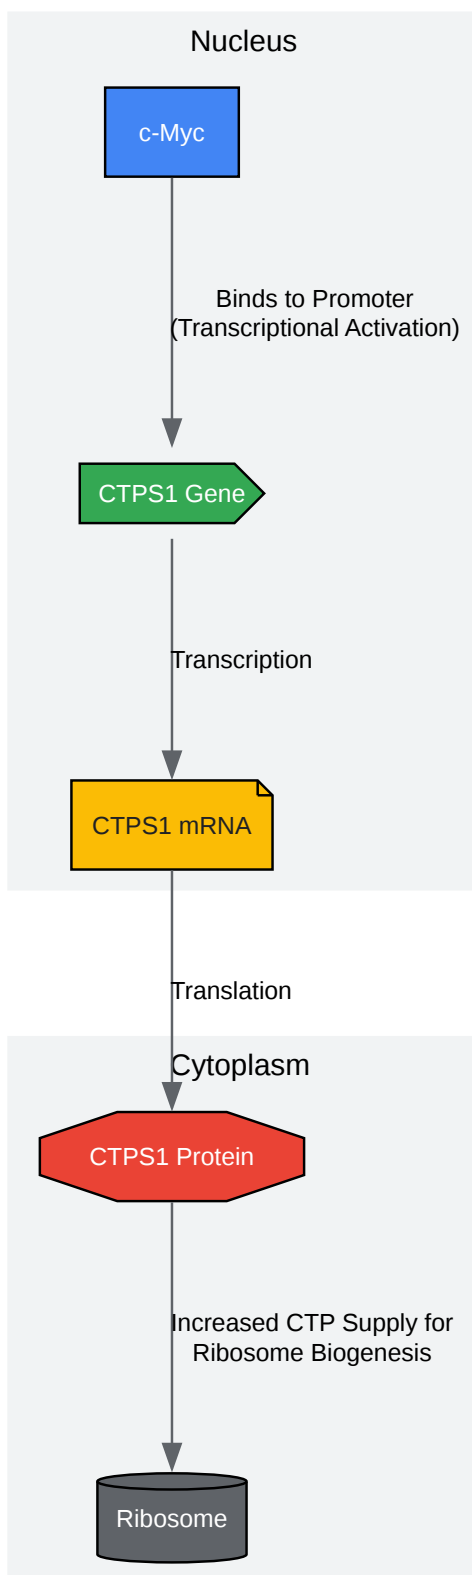 Nucleus
c-Myc
Binds to Promoter
(Transcriptional Activation)
CTPS1 Gene
Transcription
CTPS1 mRNA
Translation
Cytoplasm
CTPS1 Protein
Increased CTP Supply for
Ribosome Biogenesis
Ribosome